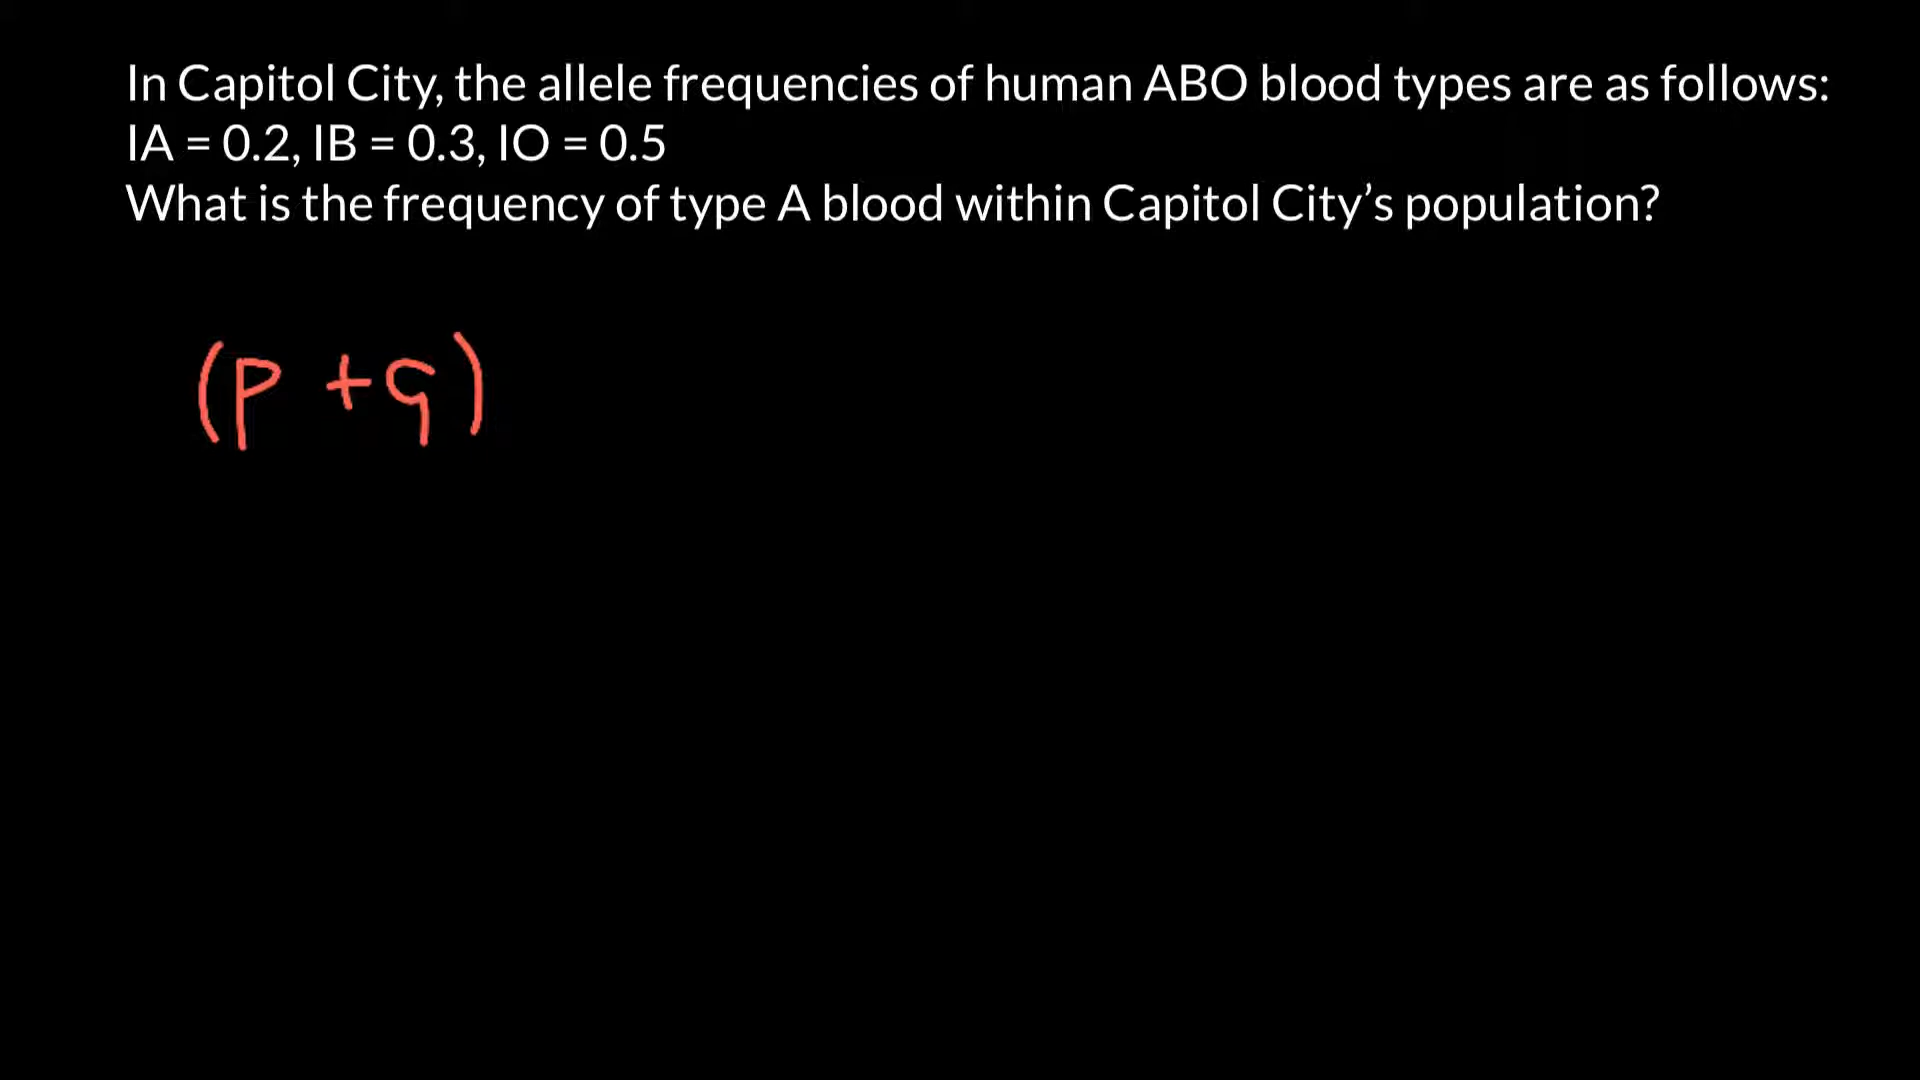 In Capitol City, the allele frequencies of human ABO blood types are as follows:
IA = 0.2, IB = 0.3, IO = 0.5
What is the frequency of type A blood within Capitol City’s population?
(p + q)